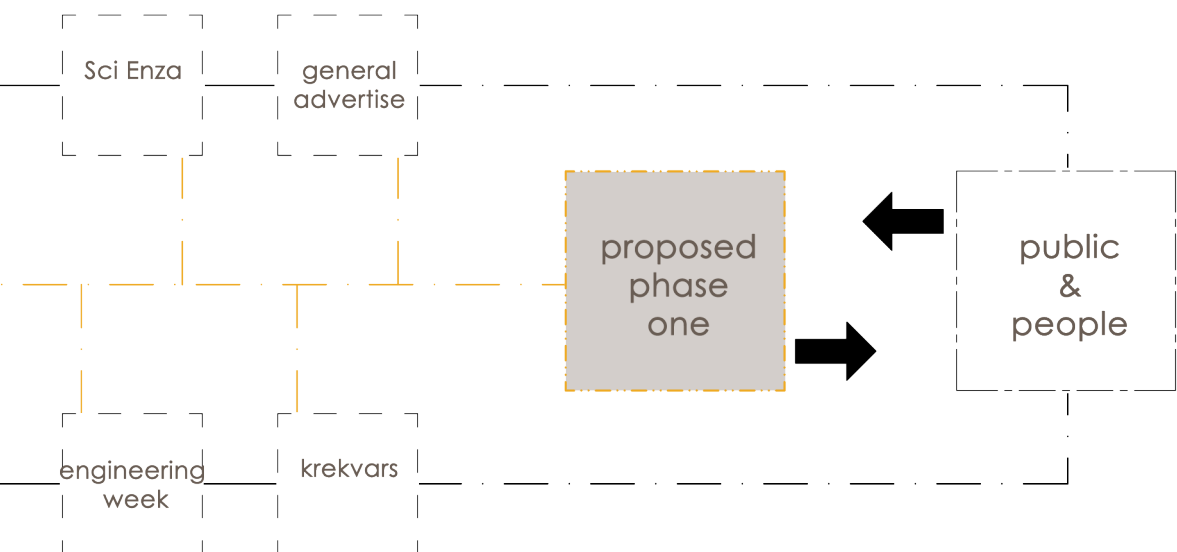 Sci Enza
general
advertise
proposed
phase
one
public
&
people
engineering
week
krekvars